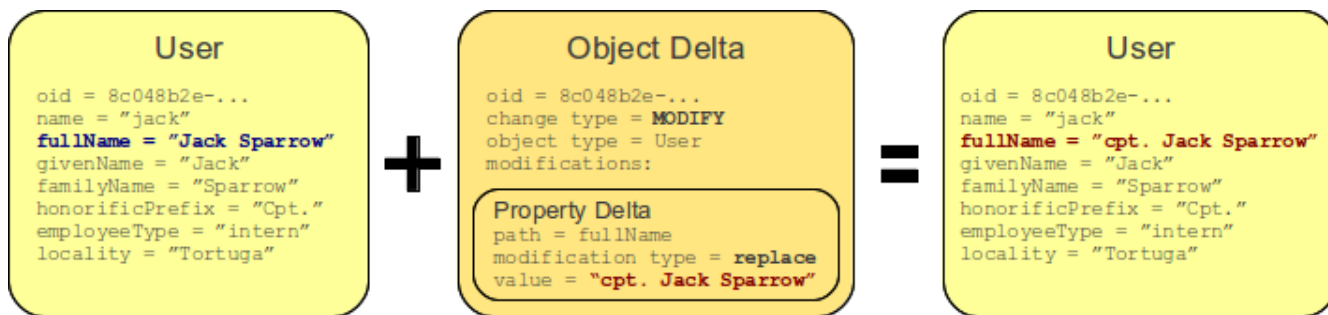 User
oid = 8c048b2e-...
name = ”jack”
fullName = ”Jack Sparrow”
givenName = ”Jack”
familyName = ”Sparrow”
honorificPrefix = ”Cpt.”
employeeType = ”intern”
locality = ”Tortuga”
+
Object Delta
oid = 8c048b2e-...
change type = MODIFY
object type = User
modifications:
Property Delta
path = fullName
modification type = replace
value = “cpt. Jack Sparrow”
=
User
oid = 8c048b2e-...
name = ”jack”
fullName = ”cpt. Jack Sparrow”
givenName = ”Jack”
familyName = ”Sparrow”
honorificPrefix = ”Cpt.”
employeeType = ”intern”
locality = ”Tortuga”